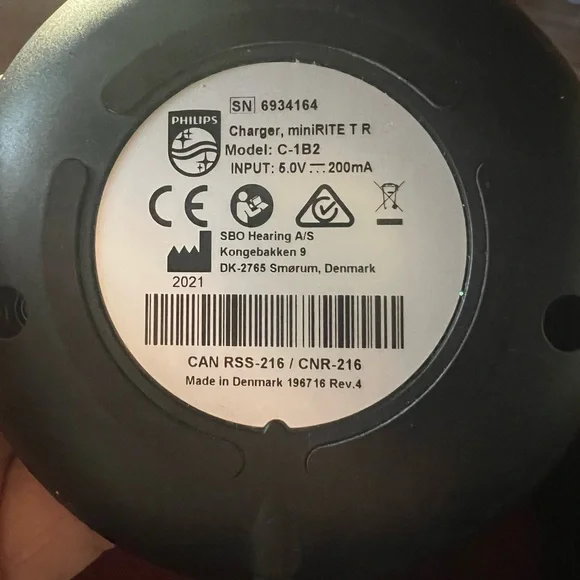 SN 6934164
PHILIPS
Charger, miniRITE T R
Model: C-1B2
INPUT: 5.0V 200mA
CE
SBO Hearing A/S
Kongebakken 9
DK-2765 Smørum, Denmark
2021
CAN RSS-216 / CNR-216
Made in Denmark 196716 Rev.4